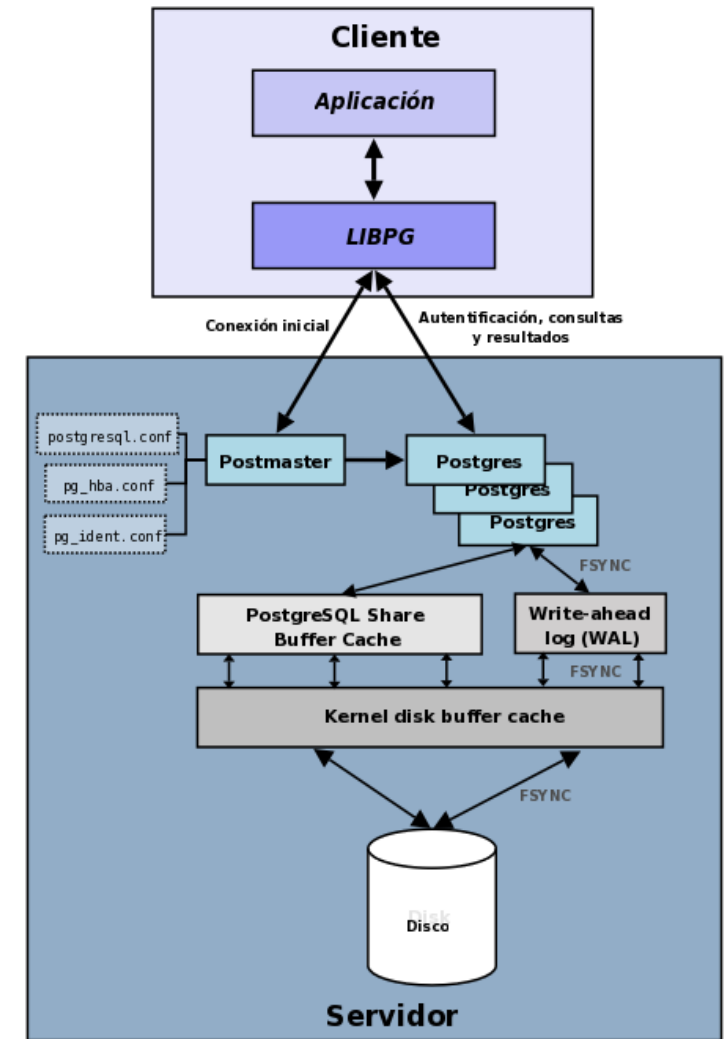 Cliente
Aplicación
LIBPG
Conexión inicial
Autentificación, consultas
y resultados
postgresql.conf
pg_hba.conf
pg_ident.conf
Postmaster
Postgres
Postgres
Postgres
FSYNC
PostgreSQL Share
Buffer Cache
Write-ahead
log (WAL)
FSYNC
Kernel disk buffer cache
FSYNC
Disk
Disco
Servidor